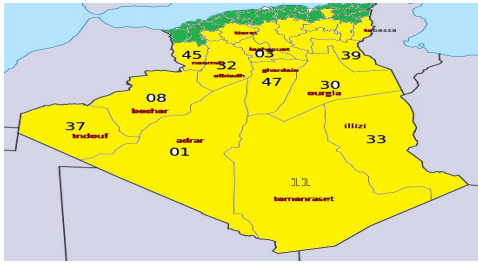 tiaret
tebessa
45
laghouat
03
39
naama
32
elbiedh
ghardaia
47
30
ourgla
08
bechar
37
tndouf
illizi
33
adrar
01
11
tamanraset